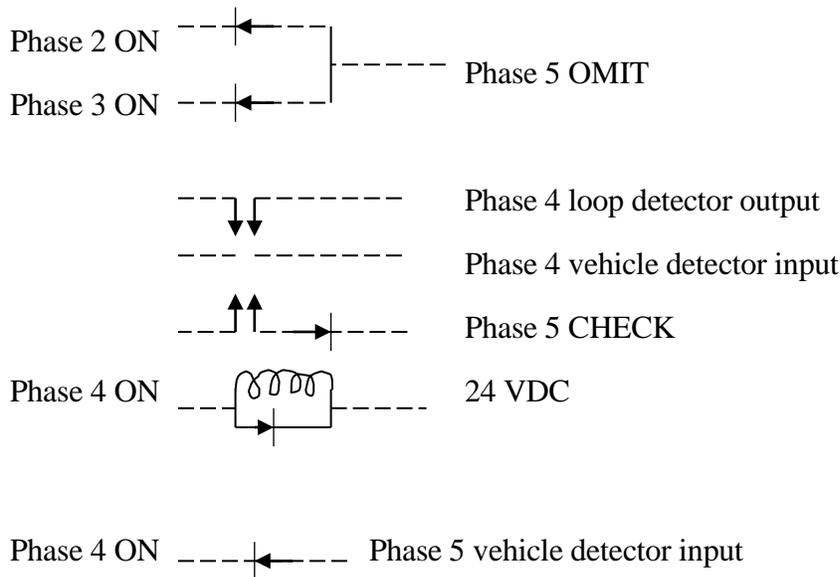 Phase 2 ON
Phase 5 OMIT
Phase 3 ON
Phase 4 loop detector output
Phase 4 vehicle detector input
Phase 5 CHECK
Phase 4 ON 24 VDC
Phase 4 ON Phase 5 vehicle detector input